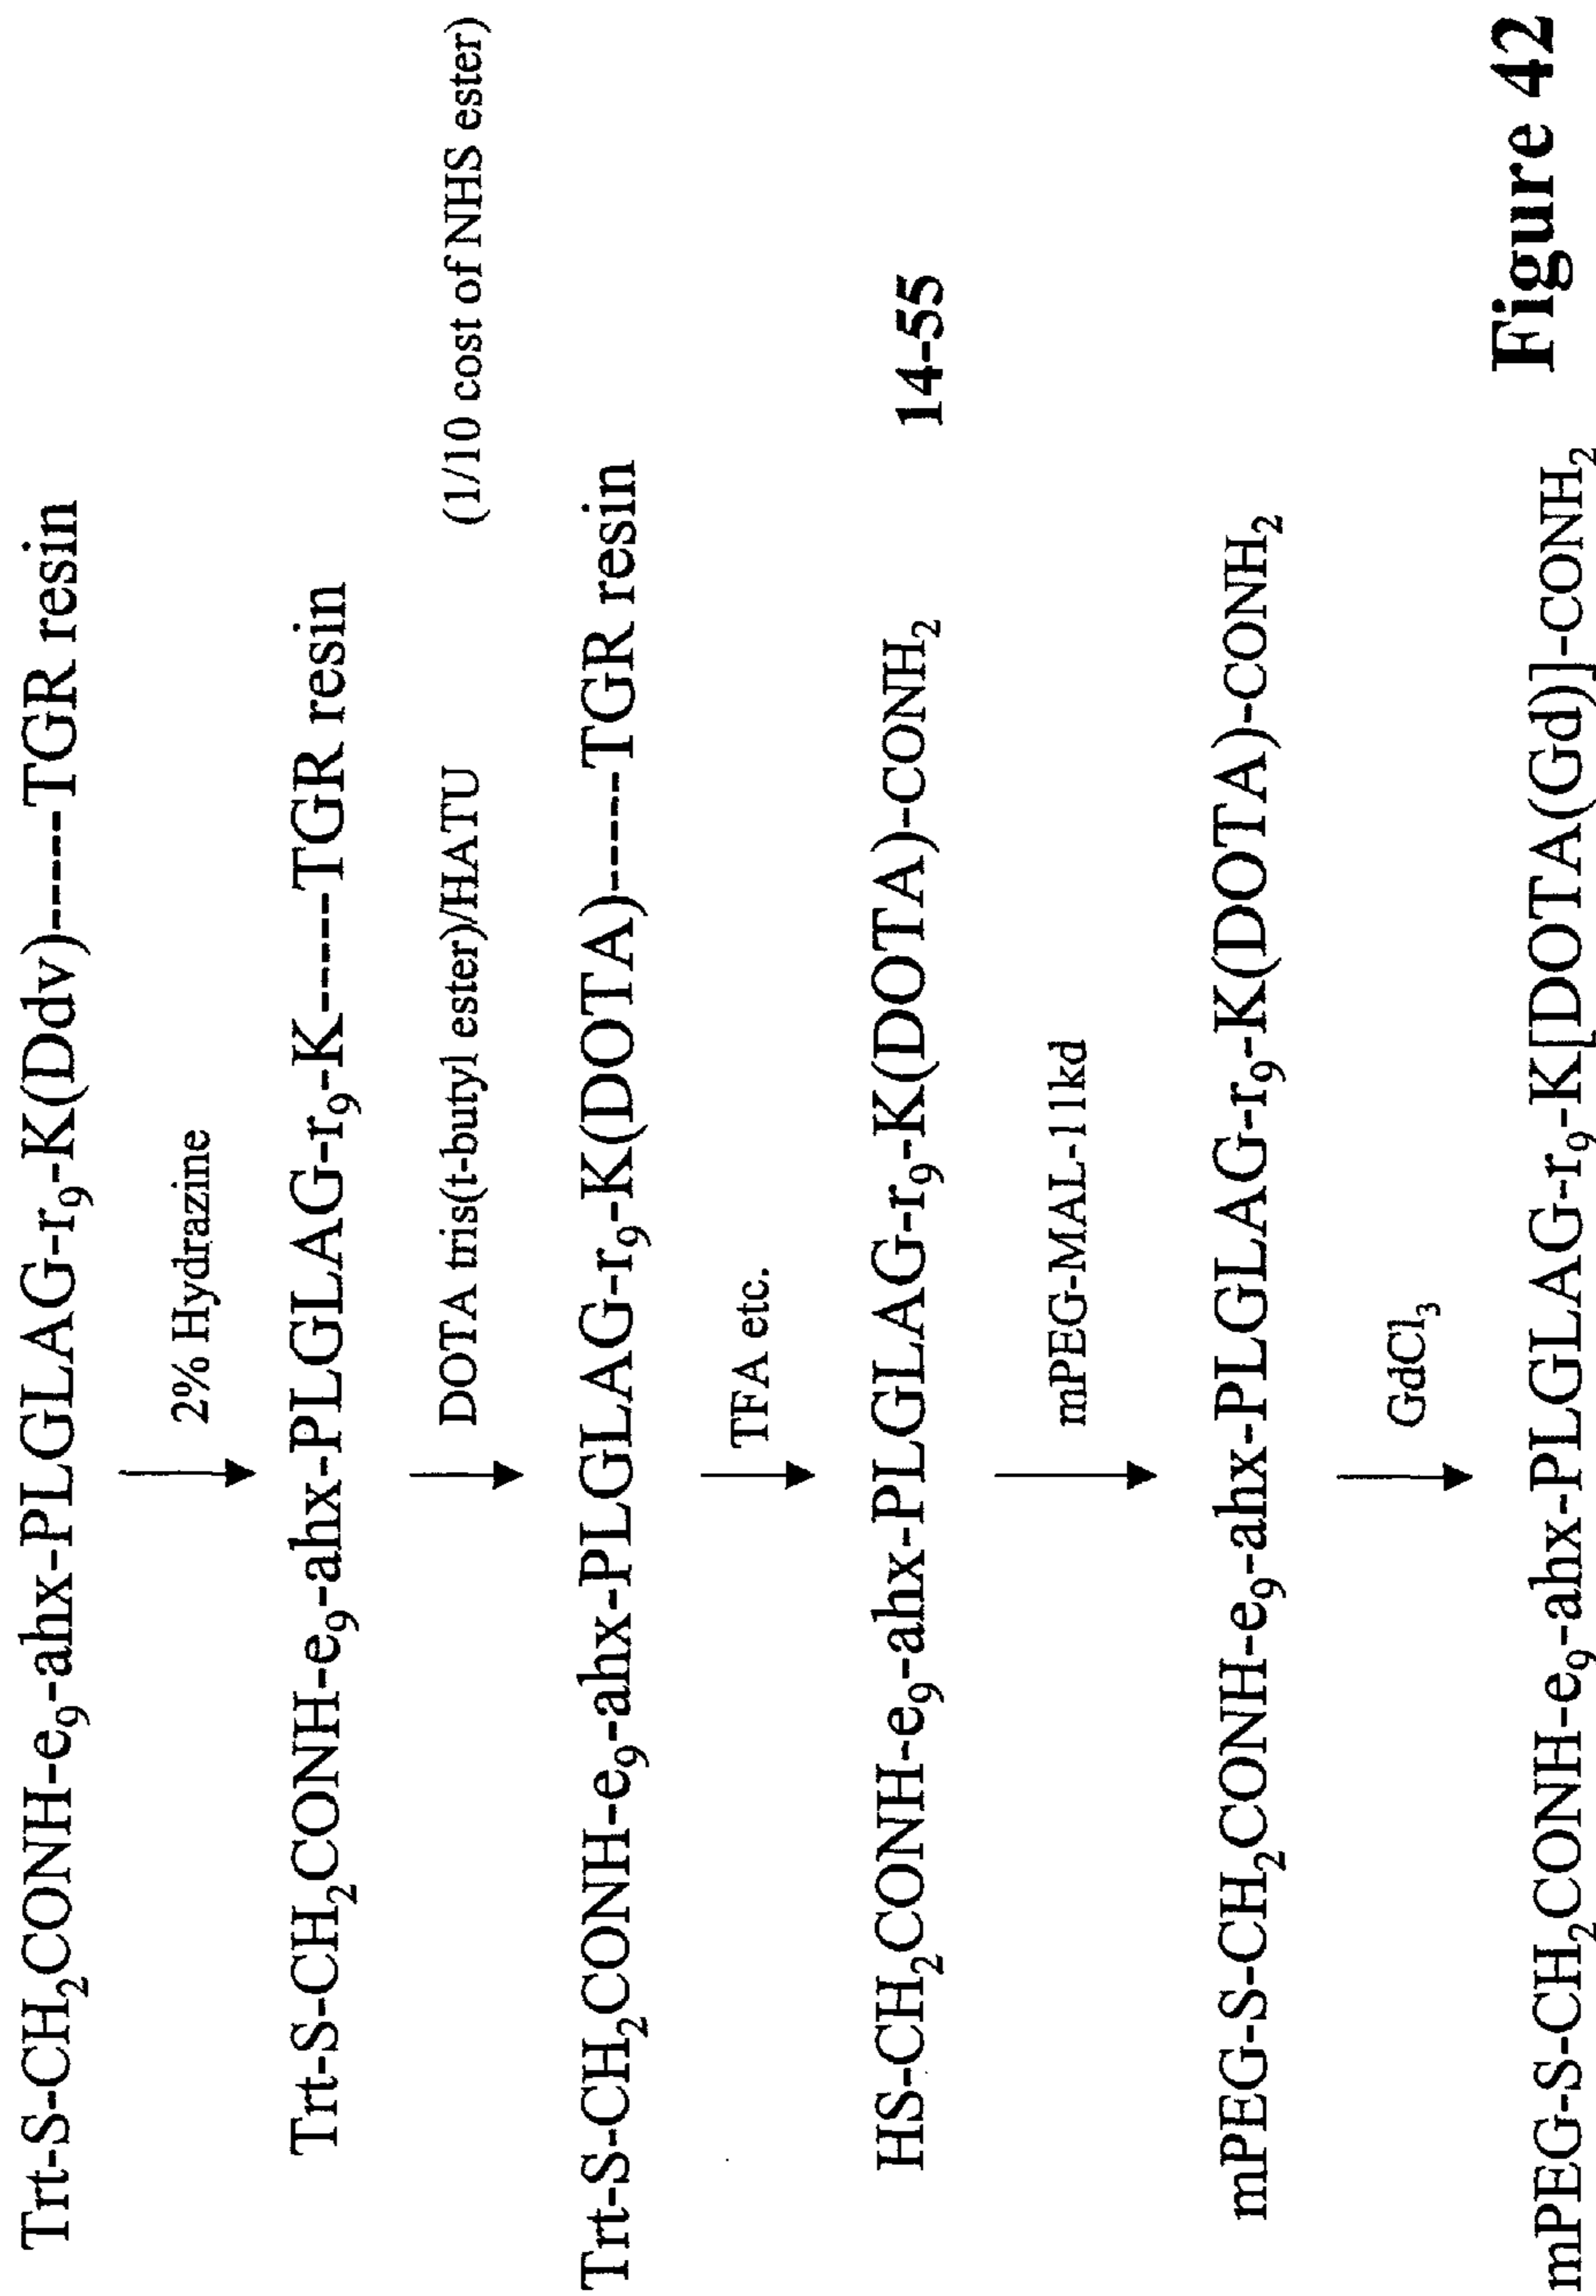 Trt-S-CH₂CONH-e₉-ahx-PLGLAG-r₉-K(Ddv)-----TGR resin
2% Hydrazine
Trt-S-CH₂CONH-e₉-ahx-PLGLAG-r₉-K-----TGR resin
DOTA tris(t-butyl ester)/HATU (1/10 cost of NHS ester)
Trt-S-CH₂CONH-e₉-ahx-PLGLAG-r₉-K(DOTA)-----TGR resin
TFA etc.
HS-CH₂CONH-e₉-ahx-PLGLAG-r₉-K(DOTA)-CONH₂ 14-55
mPEG-MAL-11kd
mPEG-S-CH₂CONH-e₉-ahx-PLGLAG-r₉-K(DOTA)-CONH₂
GdCl₃
mPEG-S-CH₂CONH-e₉-ahx-PLGLAG-r₉-K[DOTA(Gd)]-CONH₂
Figure 42